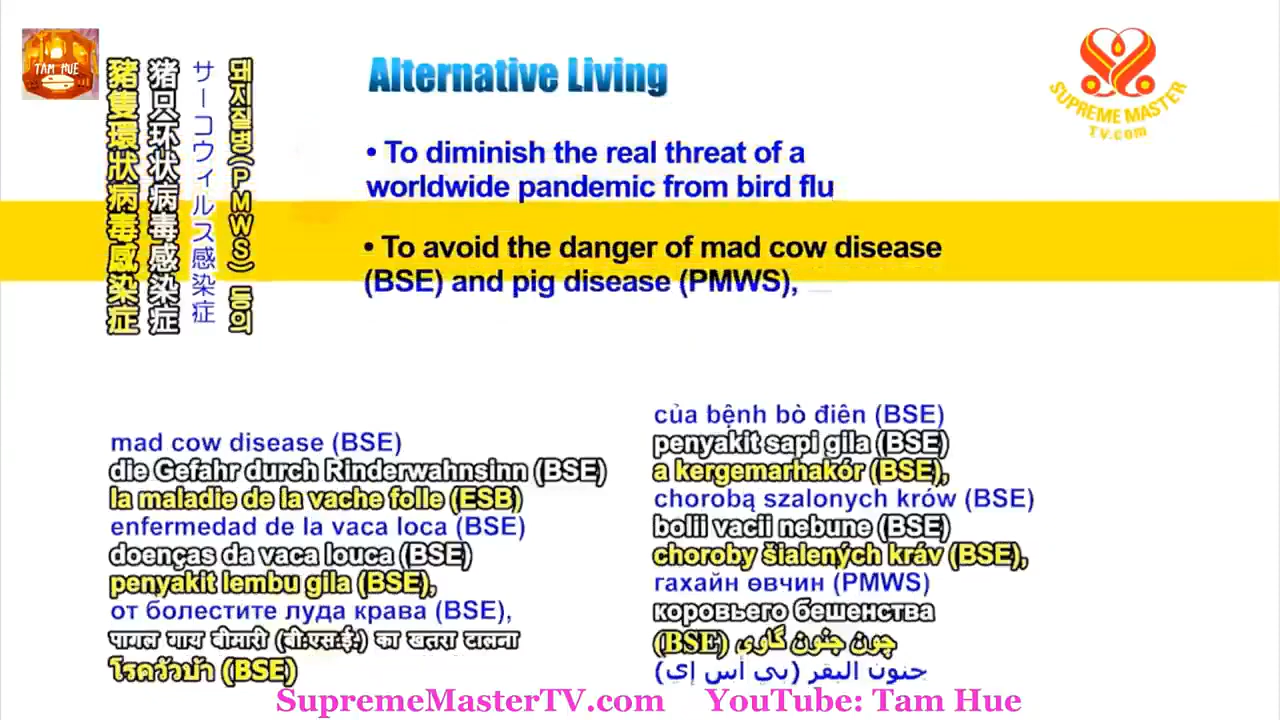 TAM HUE
豬隻環狀病毒感染症
猪只环状病毒感染症
サーコウィルス感染症
돼지질병(PMWS) 등의
Alternative Living
SUPREME MASTER
TV.com
• To diminish the real threat of a
worldwide pandemic from bird flu
• To avoid the danger of mad cow disease
(BSE) and pig disease (PMWS),
mad cow disease (BSE)
die Gefahr durch Rinderwahnsinn (BSE)
la maladie de la vache folle (ESB)
enfermedad de la vaca loca (BSE)
doenças da vaca louca (BSE)
penyakit lembu gila (BSE),
от болестите луда крава (BSE),
पागल गाय बीमारी (बी.एस.ई.) का खतरा टालना
โรควัวบ้า (BSE)
của bệnh bò điên (BSE)
penyakit sapi gila (BSE)
a kergemarhakór (BSE),
chorobą szalonych krów (BSE)
bolii vacii nebune (BSE)
choroby šialených kráv (BSE),
гахайн өвчин (PMWS)
коровьего бешенства
چون جنون گاوی (BSE)
جنون البقر (بي أس إي)
SupremeMasterTV.com YouTube: Tam Hue